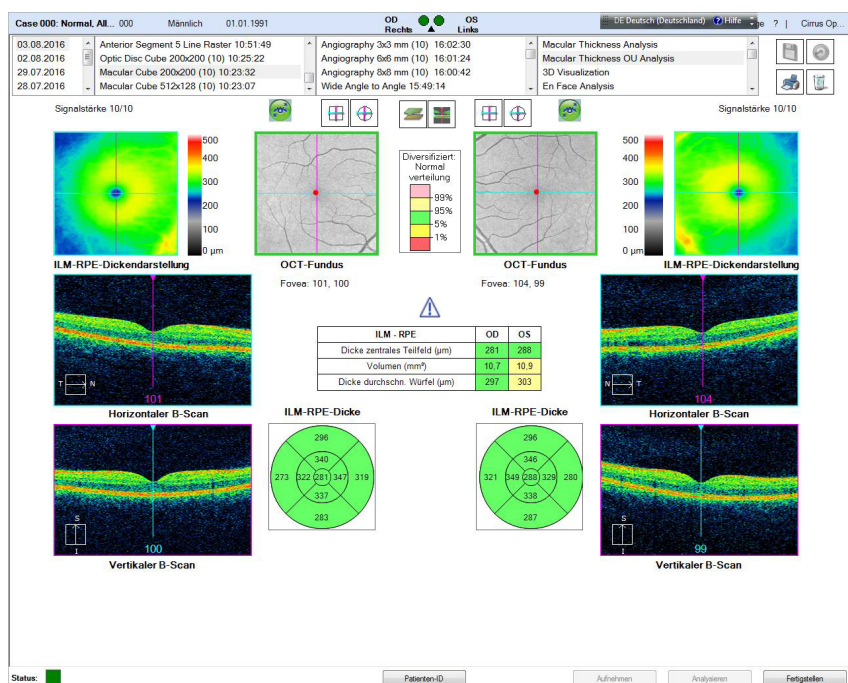 Case 000: Normal, All... 000 Männlich 01.01.1991 OD Rechts OS Links DE Deutsch (Deutschland) ? Hilfe ge ? | Cirrus Op...
03.08.2016
02.08.2016
29.07.2016
28.07.2016
Anterior Segment 5 Line Raster 10:51:49
Optic Disc Cube 200x200 (10) 10:25:22
Macular Cube 200x200 (10) 10:23:32
Macular Cube 512x128 (10) 10:23:07
Angiography 3x3 mm (10) 16:02:30
Angiography 6x6 mm (10) 16:01:24
Angiography 8x8 mm (10) 16:00:42
Wide Angle to Angle 15:49:14
Macular Thickness Analysis
Macular Thickness OU Analysis
3D Visualization
En Face Analysis
Signalstärke 10/10
Signalstärke 10/10
500
400
300
200
100
0 µm
ILM-RPE-Dickendarstellung
OCT-Fundus
Fovea: 101, 100
Diversifiziert:
Normal
verteilung
99%
95%
5%
1%
OCT-Fundus
Fovea: 104, 99
500
400
300
200
100
0 µm
ILM-RPE-Dickendarstellung
T N
101
Horizontaler B-Scan
ILM - RPE OD OS
Dicke zentrales Teilfeld (µm) 281 288
Volumen (mm³) 10,7 10,9
Dicke durchschn. Würfel (µm) 297 303
N T
104
Horizontaler B-Scan
S
I
100
Vertikaler B-Scan
ILM-RPE-Dicke
296
340
273 322 281 347 319
337
283
ILM-RPE-Dicke
296
346
321 349 288 329 280
338
287
S
I
99
Vertikaler B-Scan
Status: Patienten-ID Aufnehmen Analysieren Fertigstellen